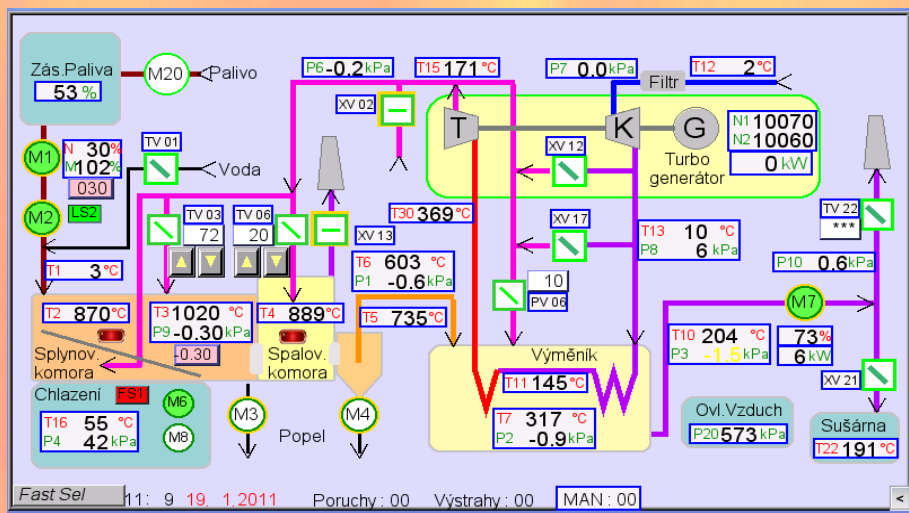 P6 -0.2 kPa
T15 171 °C
P7 0.0 kPa
T12 2 °C
Zás.Paliva
53 %
M20
Palivo
Filtr
XV 02
T
K
G
N1 10070
N2 10060
0 kW
Turbo
generátor
M1
N 30%
M 102%
030
TV 01
Voda
XV 12
M2
LS2
TV 03
72
TV 06
20
XV 13
T30 369 °C
XV 17
T13 10 °C
P8 6 kPa
TV 22
***
T1 3 °C
T6 603 °C
P1 -0.6 kPa
10
PV 06
P10 0.6 kPa
T2 870 °C
T3 1020 °C
P9 -0.30 kPa
-0.30
T4 889 °C
T5 735 °C
M7
T10 204 °C
P3 -1.5 kPa
73%
6 kW
Splynov.
komora
Spalov.
komora
Výměník
T11 145 °C
XV 21
Chlazení
FS1
M6
T16 55 °C
P4 42 kPa
M8
M3
Popel
M4
T7 317 °C
P2 -0.9 kPa
Ovl.Vzduch
P20 573 kPa
Sušárna
T22 191 °C
Fast Sel
11: 9 19. 1.2011
Poruchy : 00
Výstrahy : 00
MAN : 00
<